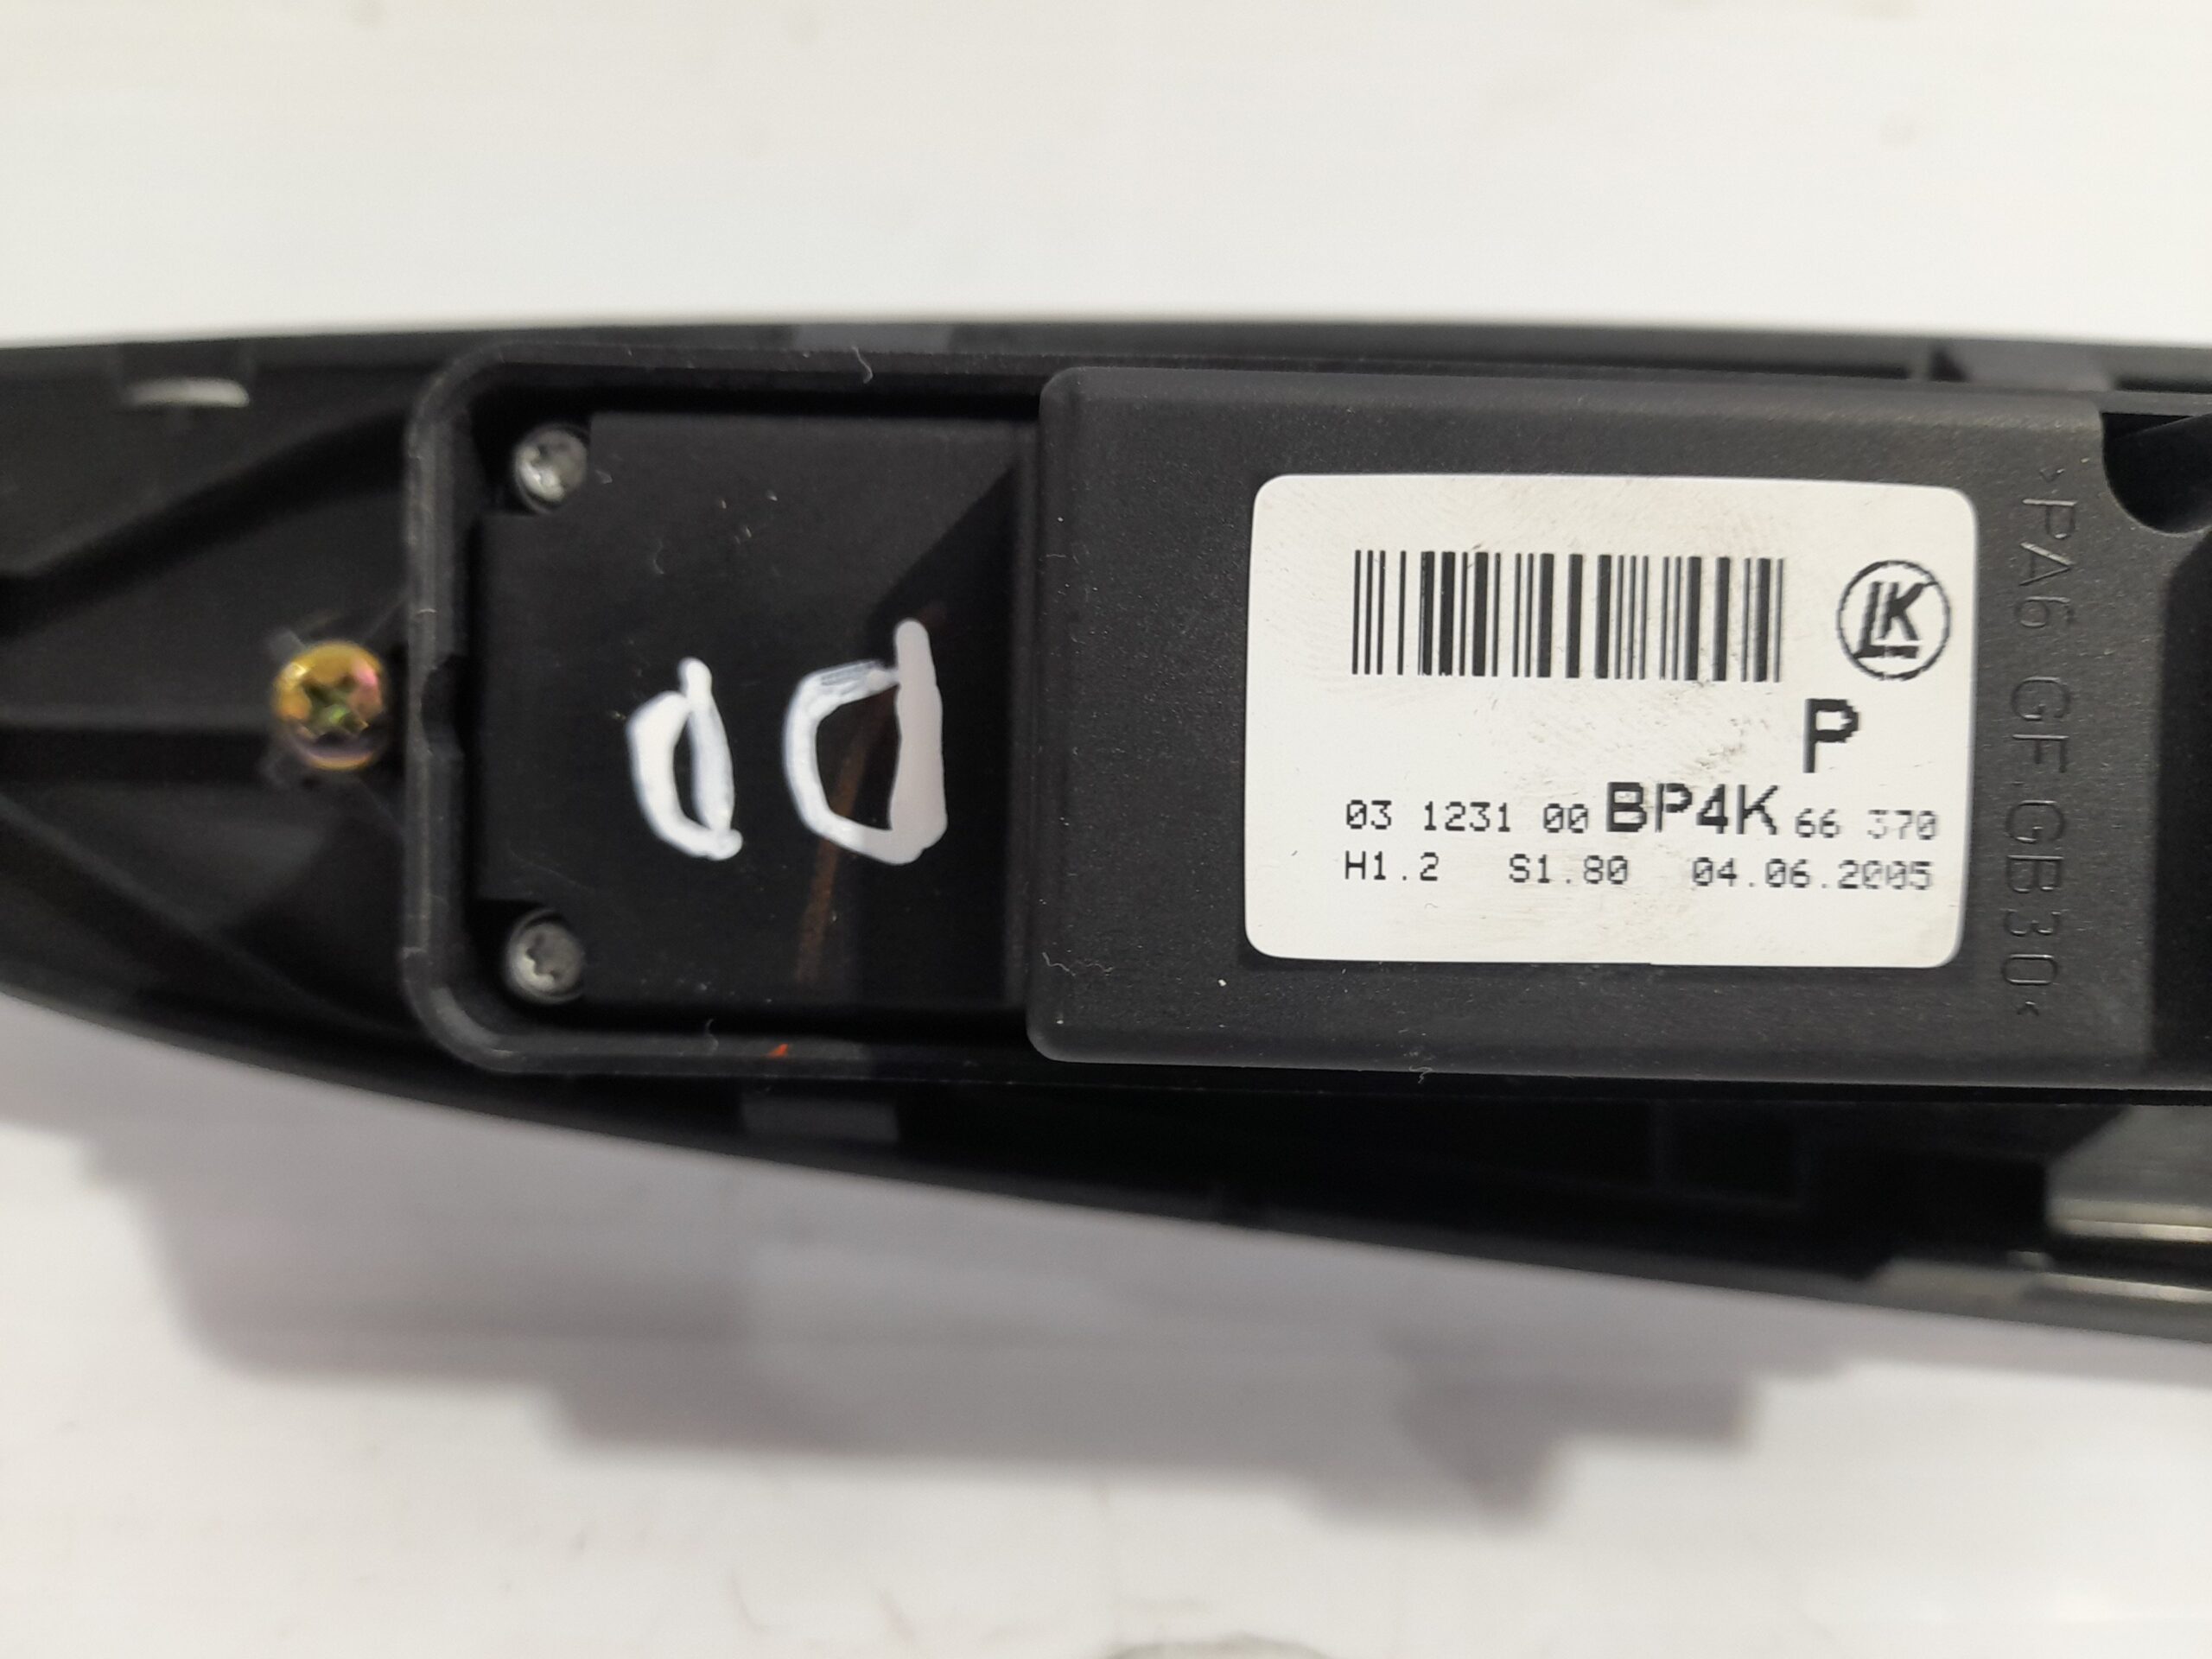 LK
P
03 1231 00 BP4K 66 370
H1.2 S1.80 04.06.2005
>PA6.GF.GB30<